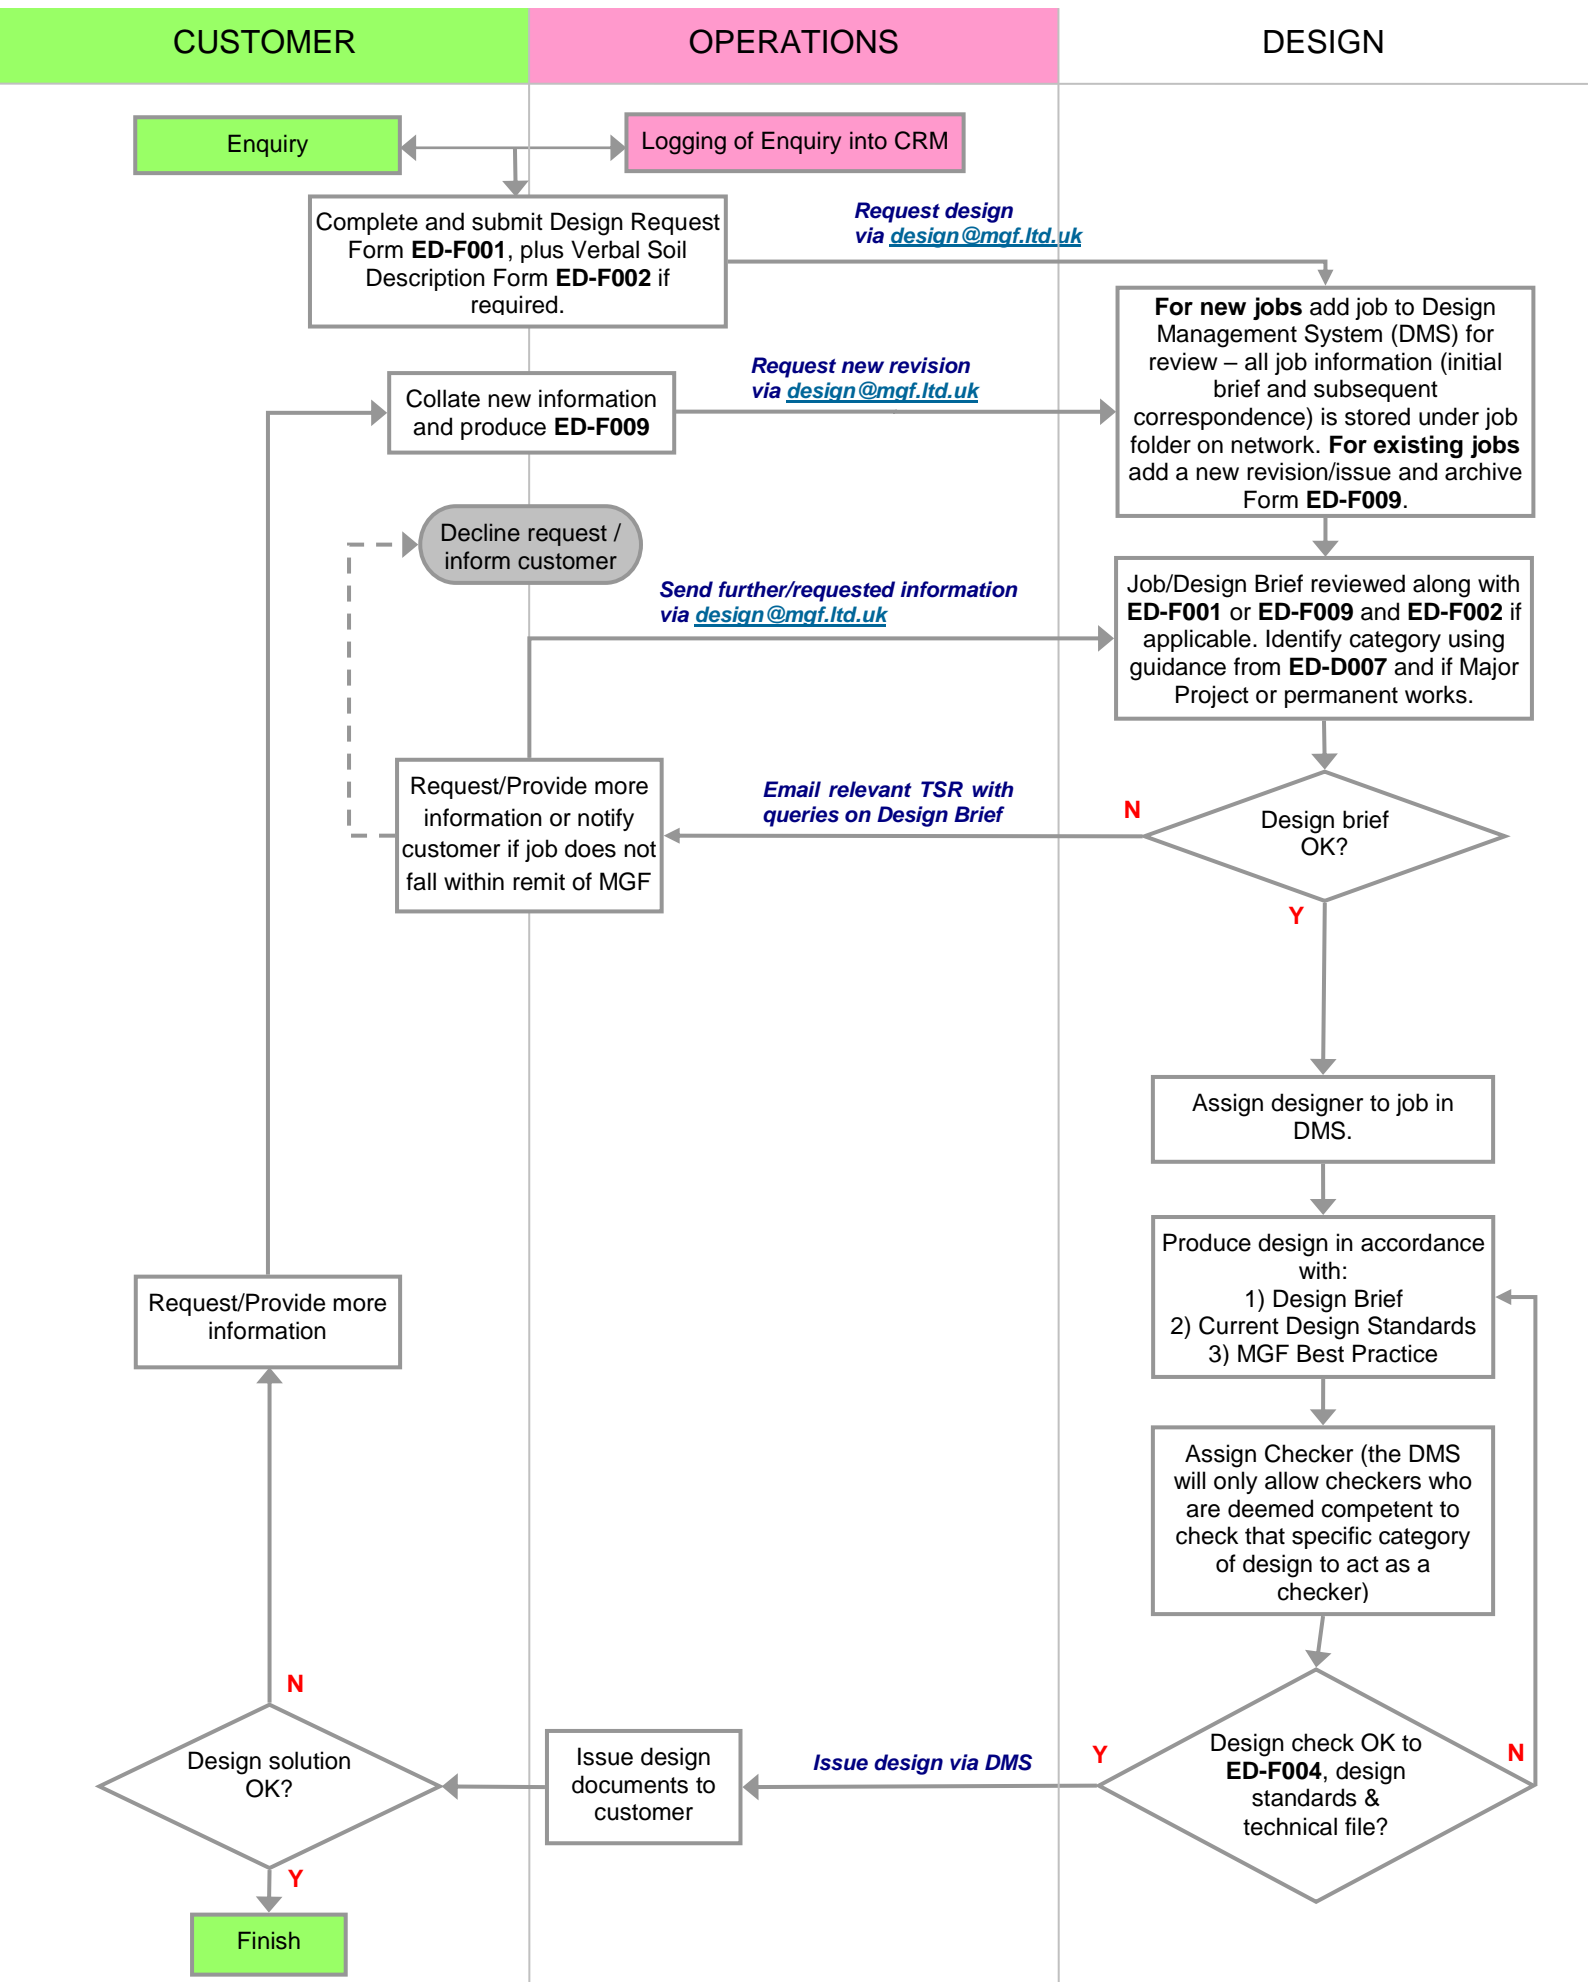 CUSTOMER
OPERATIONS
DESIGN
Enquiry
Logging of Enquiry into CRM
Complete and submit Design Request
Form ED-F001, plus Verbal Soil
Description Form ED-F002 if
required.
Request design
via design@mgf.ltd.uk
For new jobs add job to Design
Management System (DMS) for
review – all job information (initial
brief and subsequent
correspondence) is stored under job
folder on network. For existing jobs
add a new revision/issue and archive
Form ED-F009.
Request new revision
via design@mgf.ltd.uk
Collate new information
and produce ED-F009
Decline request /
inform customer
Send further/requested information
via design@mgf.ltd.uk
Job/Design Brief reviewed along with
ED-F001 or ED-F009 and ED-F002 if
applicable. Identify category using
guidance from ED-D007 and if Major
Project or permanent works.
Request/Provide more
information or notify
customer if job does not
fall within remit of MGF
Email relevant TSR with
queries on Design Brief
N
Design brief
OK?
Y
Assign designer to job in
DMS.
Produce design in accordance
with:
1) Design Brief
2) Current Design Standards
3) MGF Best Practice
Request/Provide more
information
Assign Checker (the DMS
will only allow checkers who
are deemed competent to
check that specific category
of design to act as a
checker)
N
Design solution
OK?
Y
Issue design
documents to
customer
Issue design via DMS
Y
Design check OK to
ED-F004, design
standards &
technical file?
N
Finish